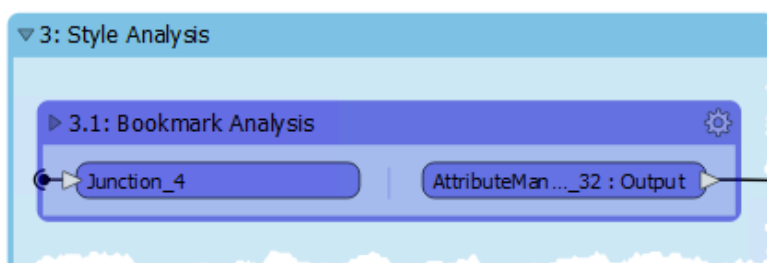 3: Style Analysis
3.1: Bookmark Analysis
Junction_4
AttributeMan..._32 : Output